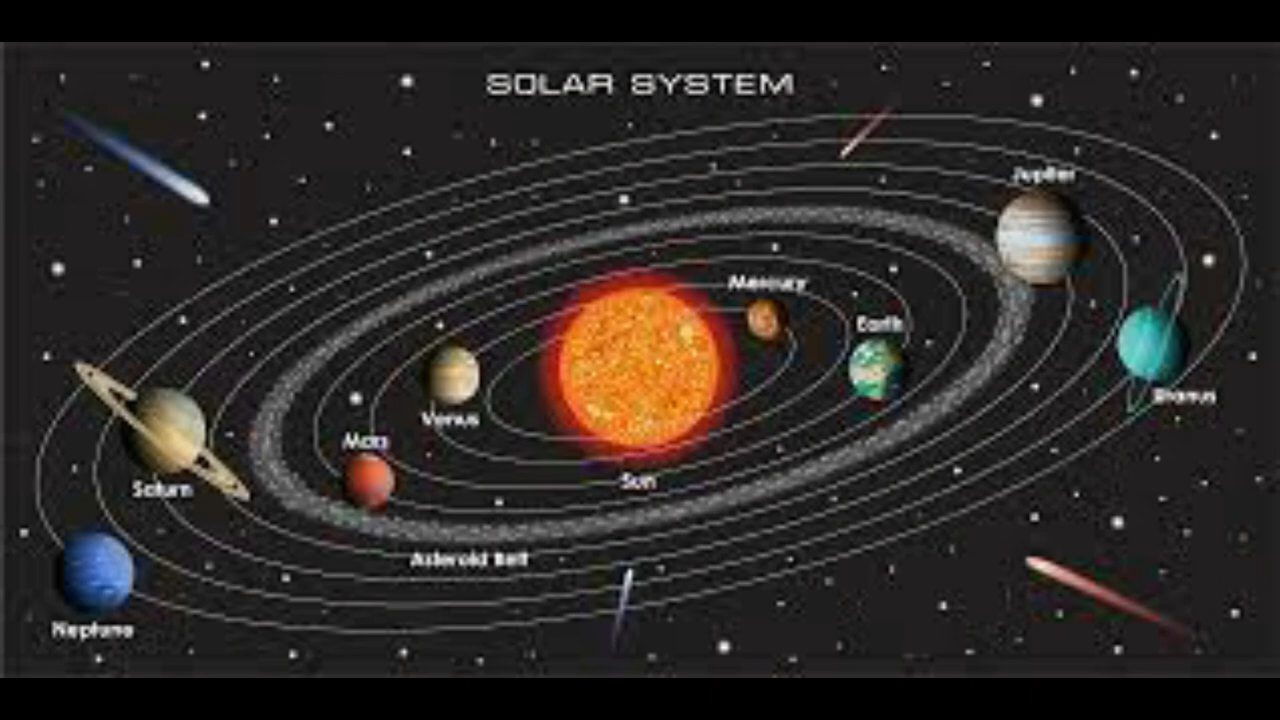 SOLAR SYSTEM
Jupiter
Mercury
Earth
Uranus
Venus
Mars
Sun
Saturn
Asteroid Belt
Neptune